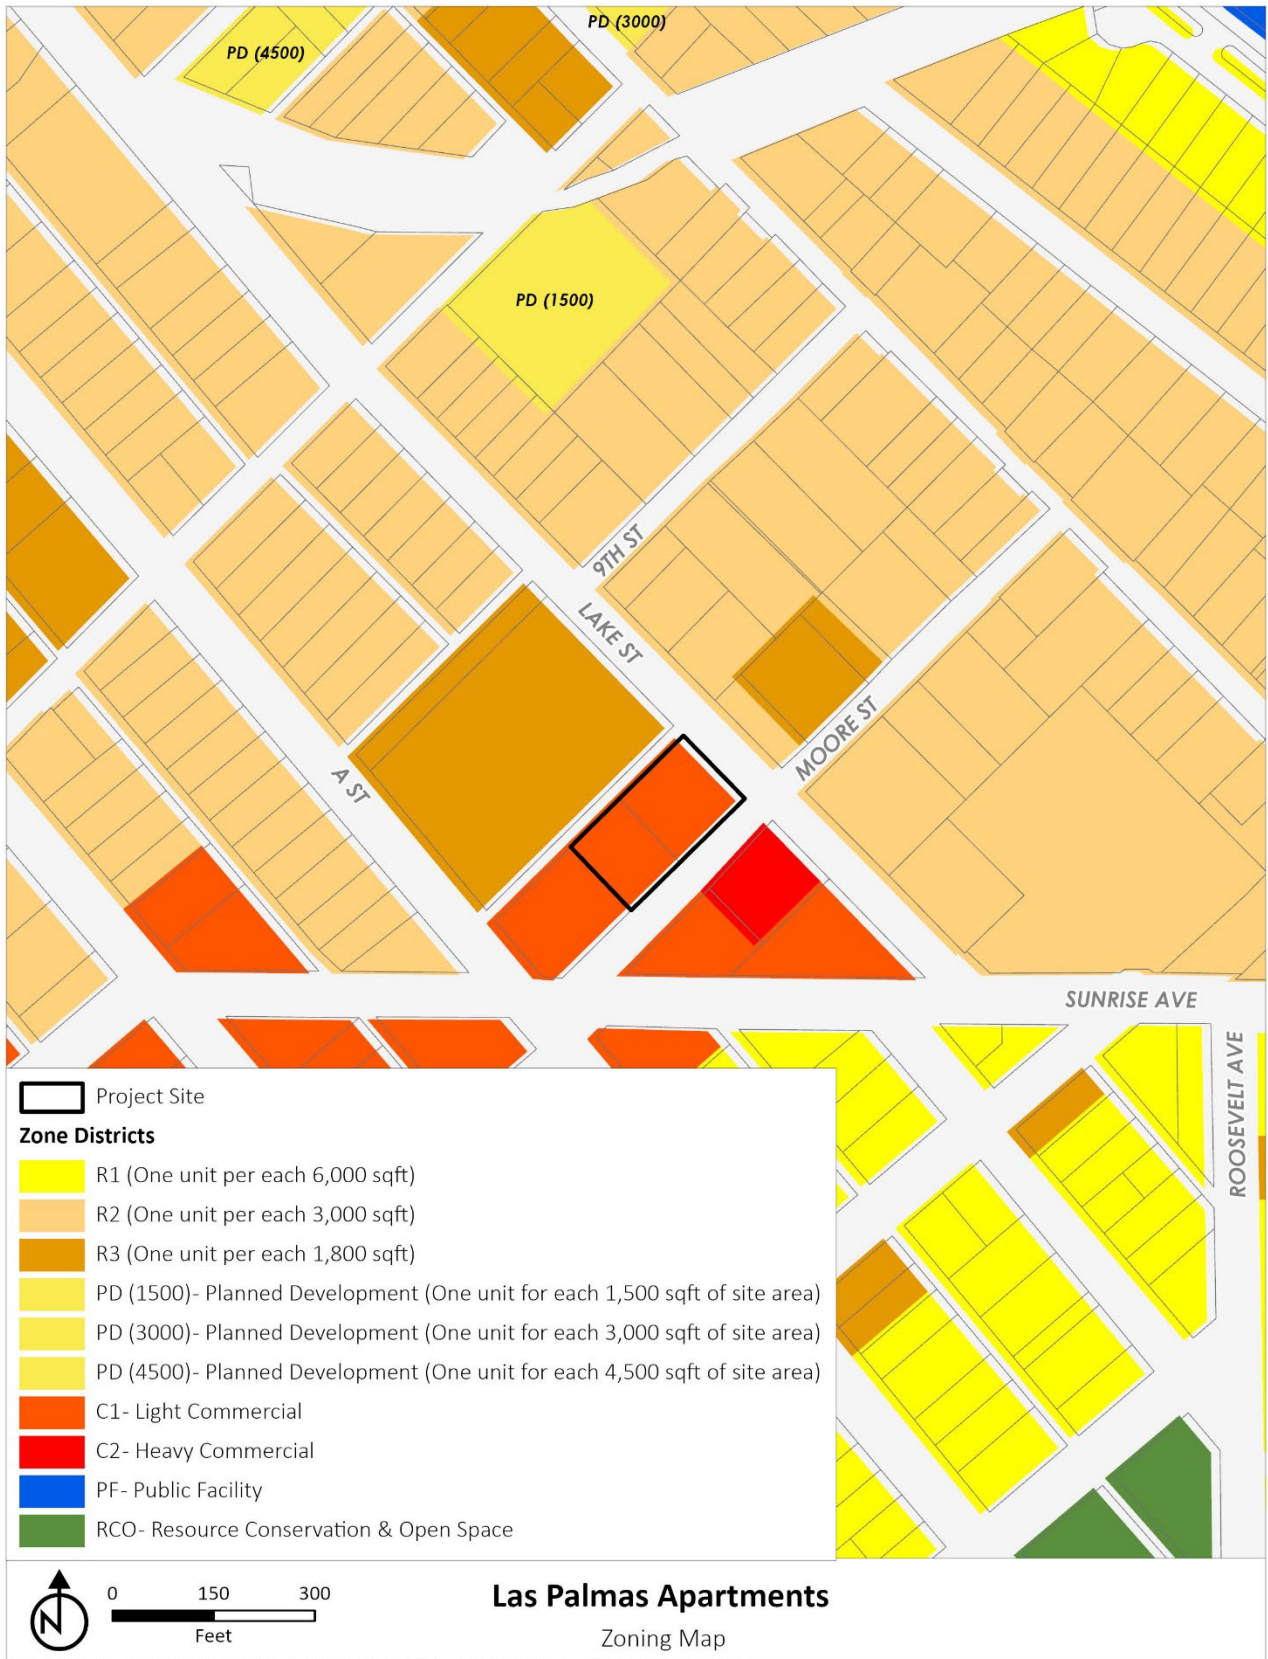 PD (3000)
PD (4500)
PD (1500)
9TH ST
LAKE ST
MOORE ST
A ST
SUNRISE AVE
ROOSEVELT AVE
Project Site
Zone Districts
R1 (One unit per each 6,000 sqft)
R2 (One unit per each 3,000 sqft)
R3 (One unit per each 1,800 sqft)
PD (1500)- Planned Development (One unit for each 1,500 sqft of site area)
PD (3000)- Planned Development (One unit for each 3,000 sqft of site area)
PD (4500)- Planned Development (One unit for each 4,500 sqft of site area)
C1- Light Commercial
C2- Heavy Commercial
PF- Public Facility
RCO- Resource Conservation & Open Space
N
0 150 300
Feet
Las Palmas Apartments
Zoning Map